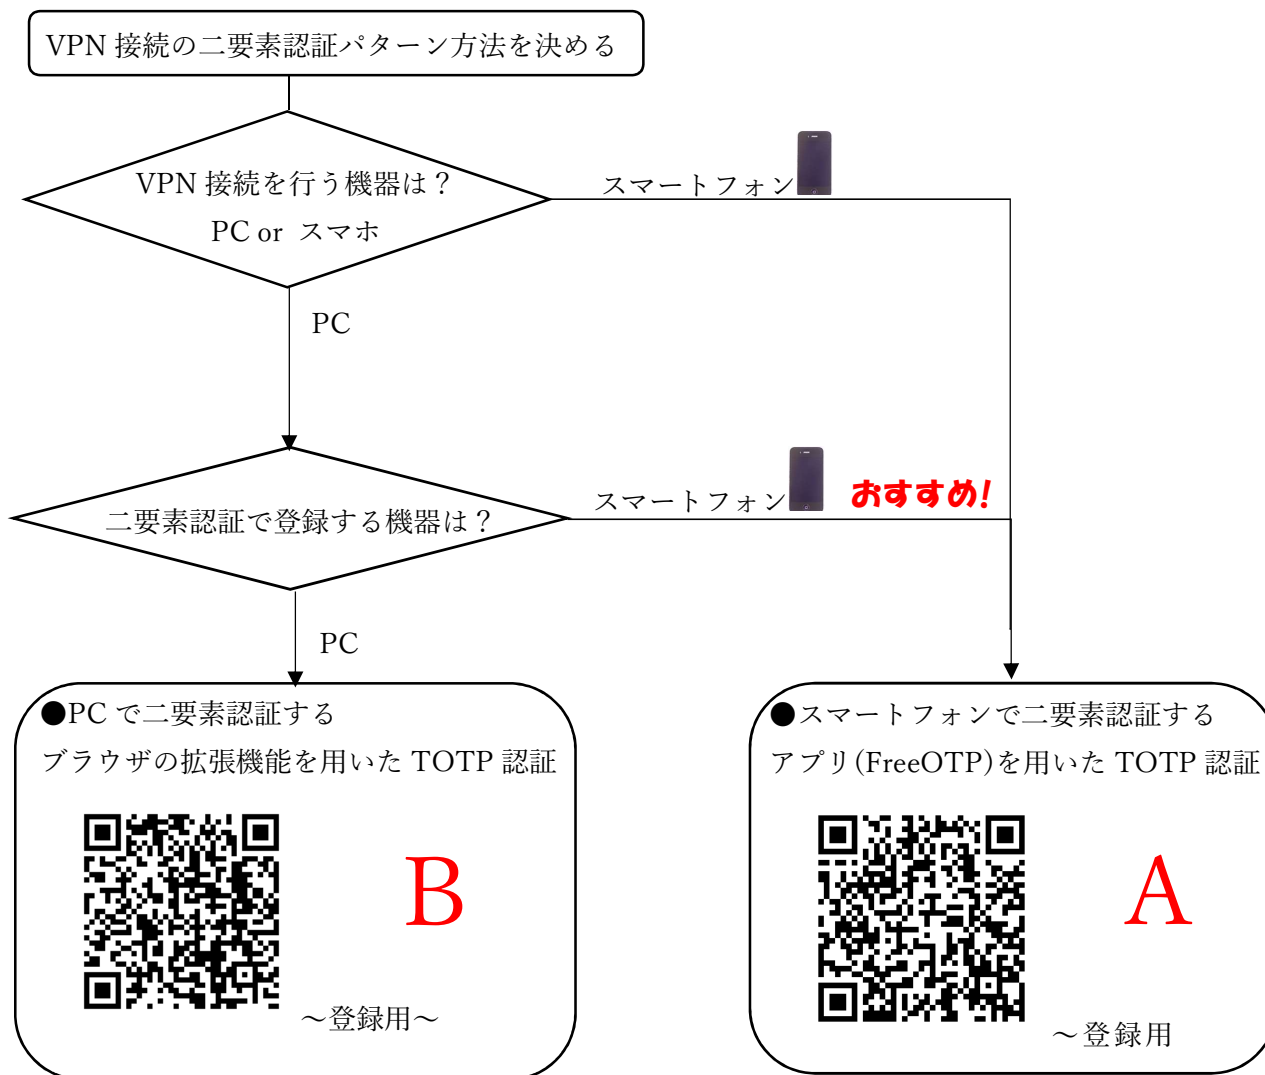 VPN 接続の二要素認証パターン方法を決める
VPN 接続を行う機器は？
PC or スマホ
スマートフォン
PC
二要素認証で登録する機器は？
スマートフォン
おすすめ!
PC
●PC で二要素認証する
ブラウザの拡張機能を用いた TOTP 認証
B
～登録用～
●スマートフォンで二要素認証する
アプリ(FreeOTP)を用いた TOTP 認証
A
～登録用